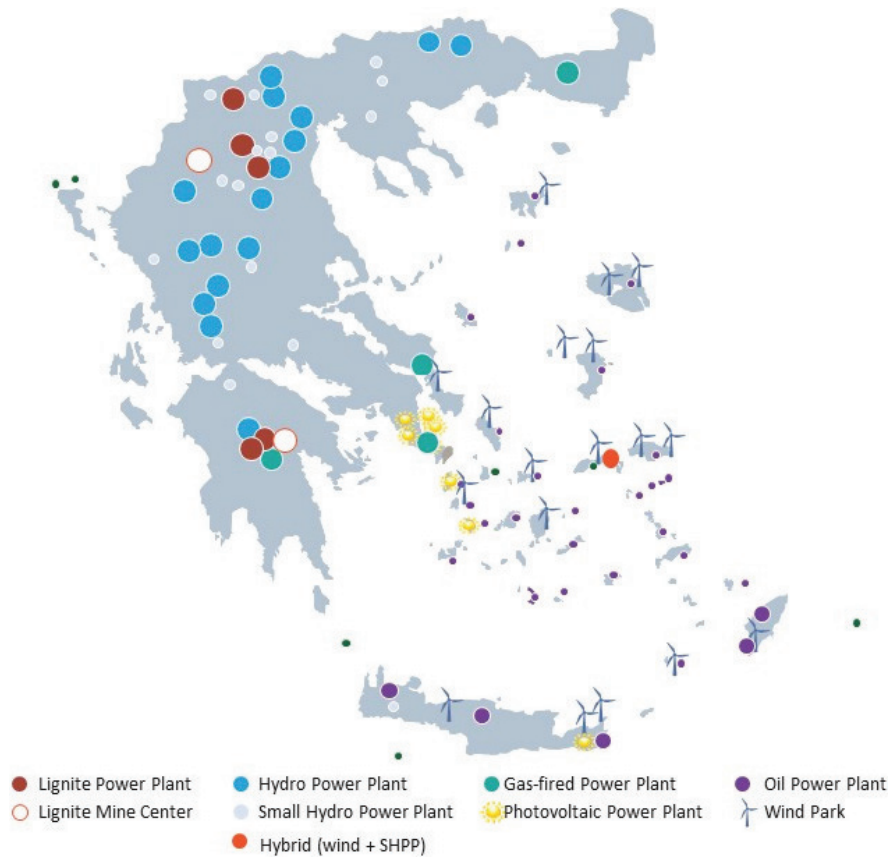 Lignite Power Plant Hydro Power Plant Gas-fired Power Plant Oil Power Plant
Lignite Mine Center Small Hydro Power Plant Photovoltaic Power Plant Wind Park
Hybrid (wind + SHPP)